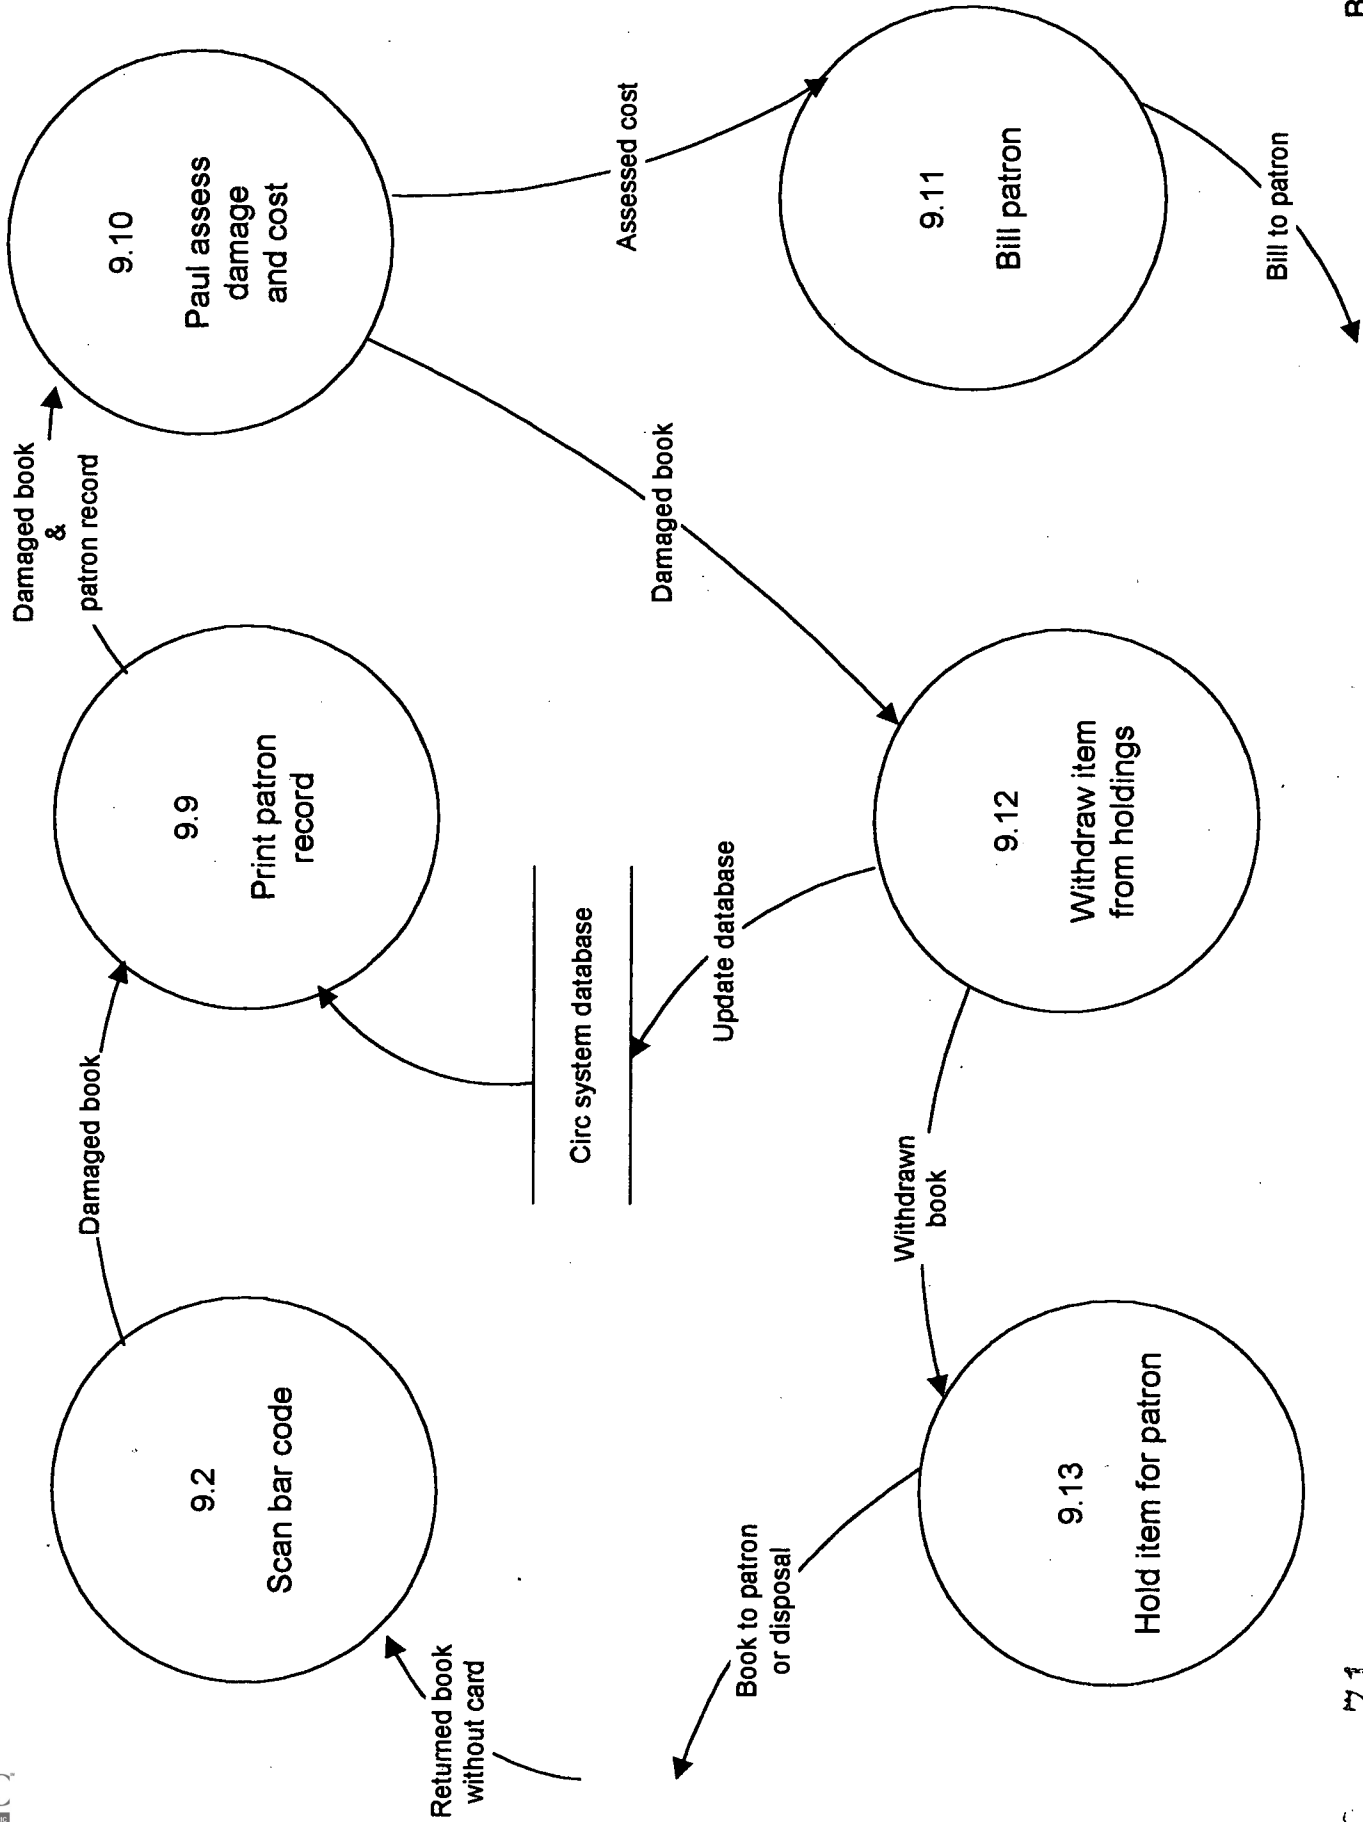 Returned book
without card
9.2
Scan bar code
Damaged book
9.9
Print patron
record
Damaged book
&
patron record
9.10
Paul assess
damage
and cost
Circ system database
Update database
Damaged book
Assessed cost
Book to patron
or disposal
9.13
Hold item for patron
Withdrawn
book
9.12
Withdraw item
from holdings
9.11
Bill patron
Bill to patron